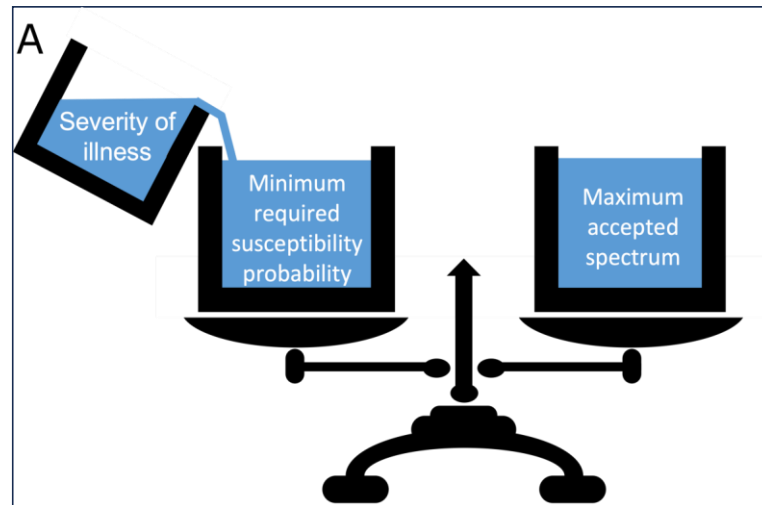 A
Severity of
illness
Minimum
required
susceptibility
probability
Maximum
accepted
spectrum